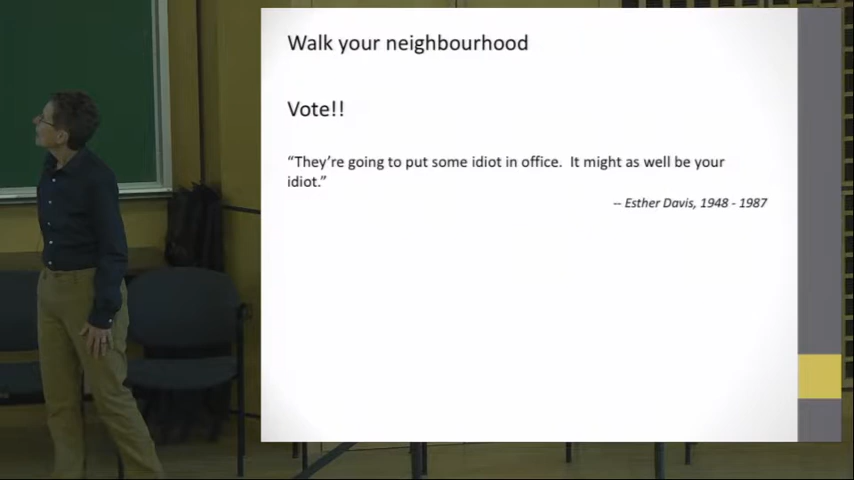 Walk your neighbourhood
Vote!!
“They’re going to put some idiot in office.  It might as well be your
idiot.”
-- Esther Davis, 1948 - 1987